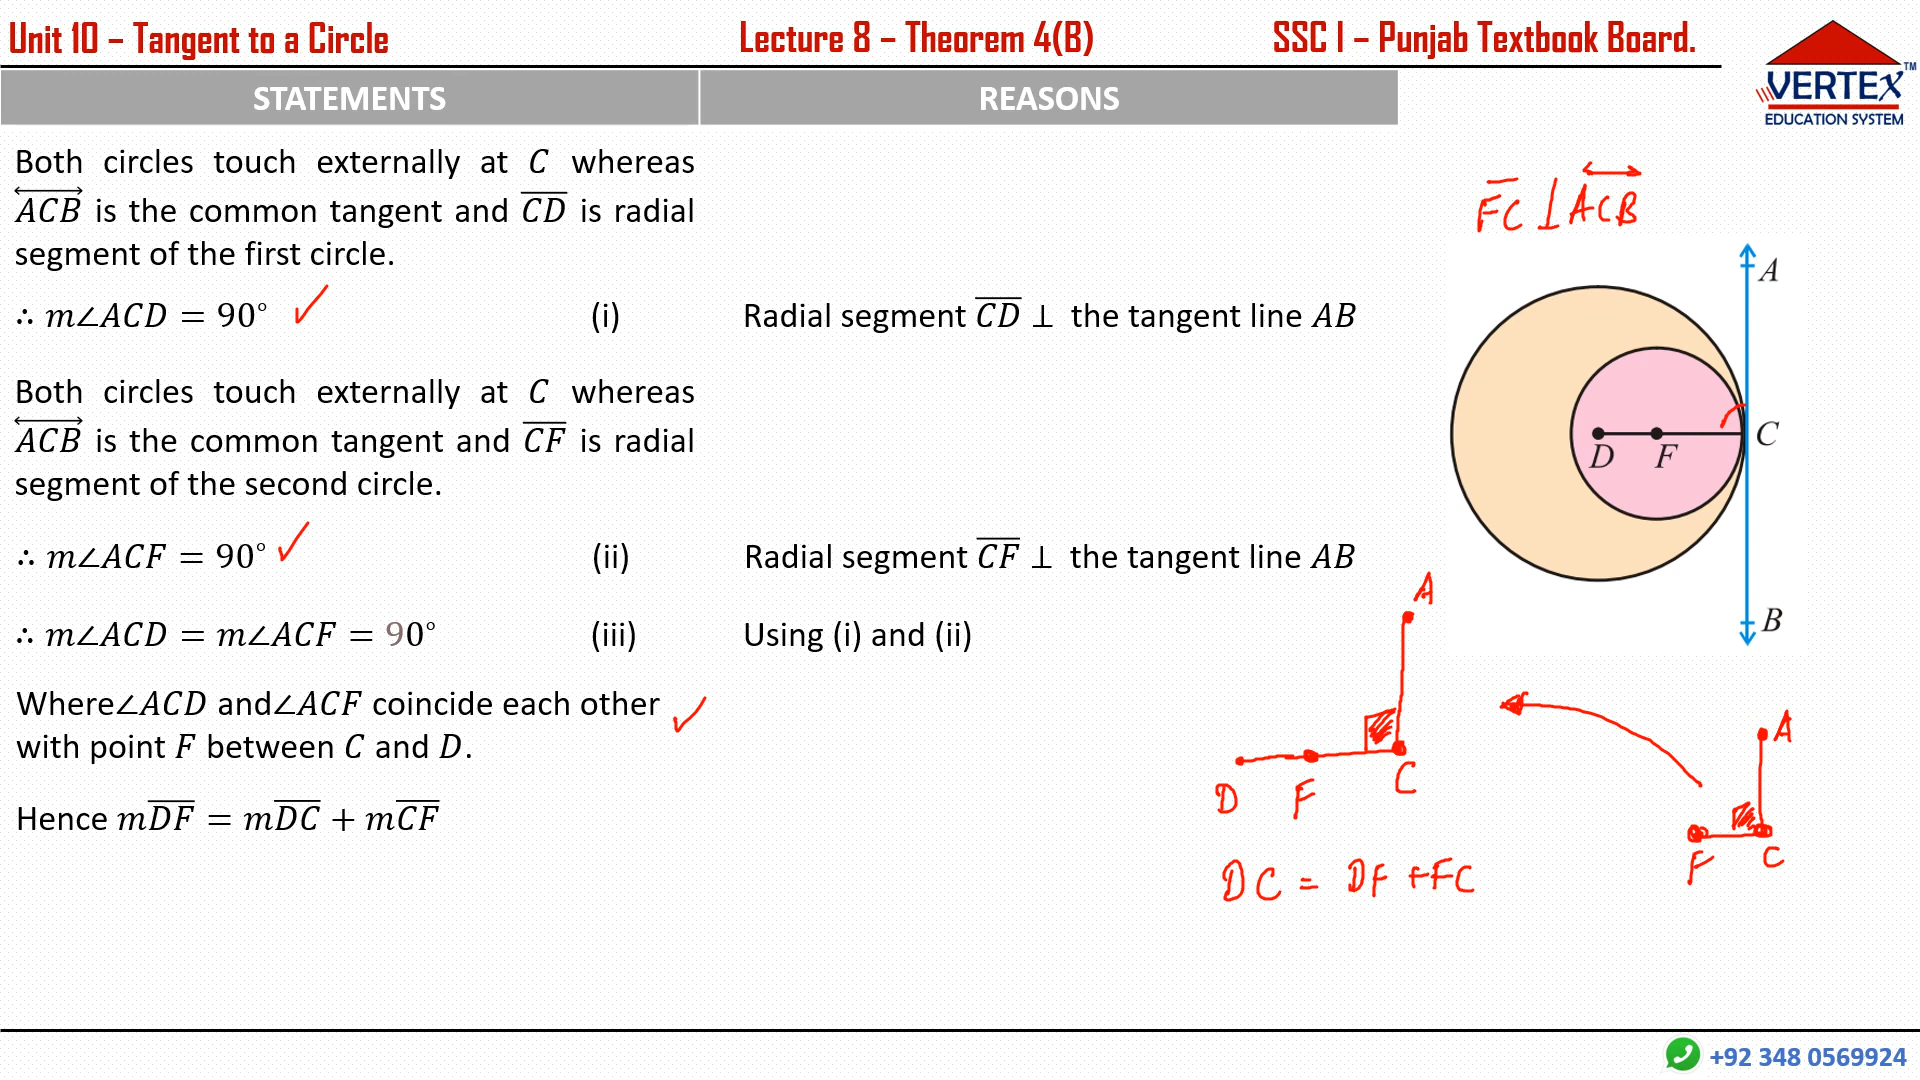 Unit 10 – Tangent to a Circle
Lecture 8 – Theorem 4(B)
SSC I – Punjab Textbook Board.
VERTEX™
EDUCATION SYSTEM
STATEMENTS
REASONS
Both circles touch externally at C whereas
ACB is the common tangent and CD is radial
segment of the first circle.
∴ m∠ACD = 90° (i)
Radial segment CD ⊥ the tangent line AB
Both circles touch externally at C whereas
ACB is the common tangent and CF is radial
segment of the second circle.
∴ m∠ACF = 90° (ii)
Radial segment CF ⊥ the tangent line AB
∴ m∠ACD = m∠ACF = 90° (iii)
Using (i) and (ii)
Where∠ACD and∠ACF coincide each other
with point F between C and D.
Hence mDF = mDC + mCF
FC ⊥ ACB
A
D
F
C
B
A
D
F
C
DC = DF + FC
A
F
C
+92 348 0569924